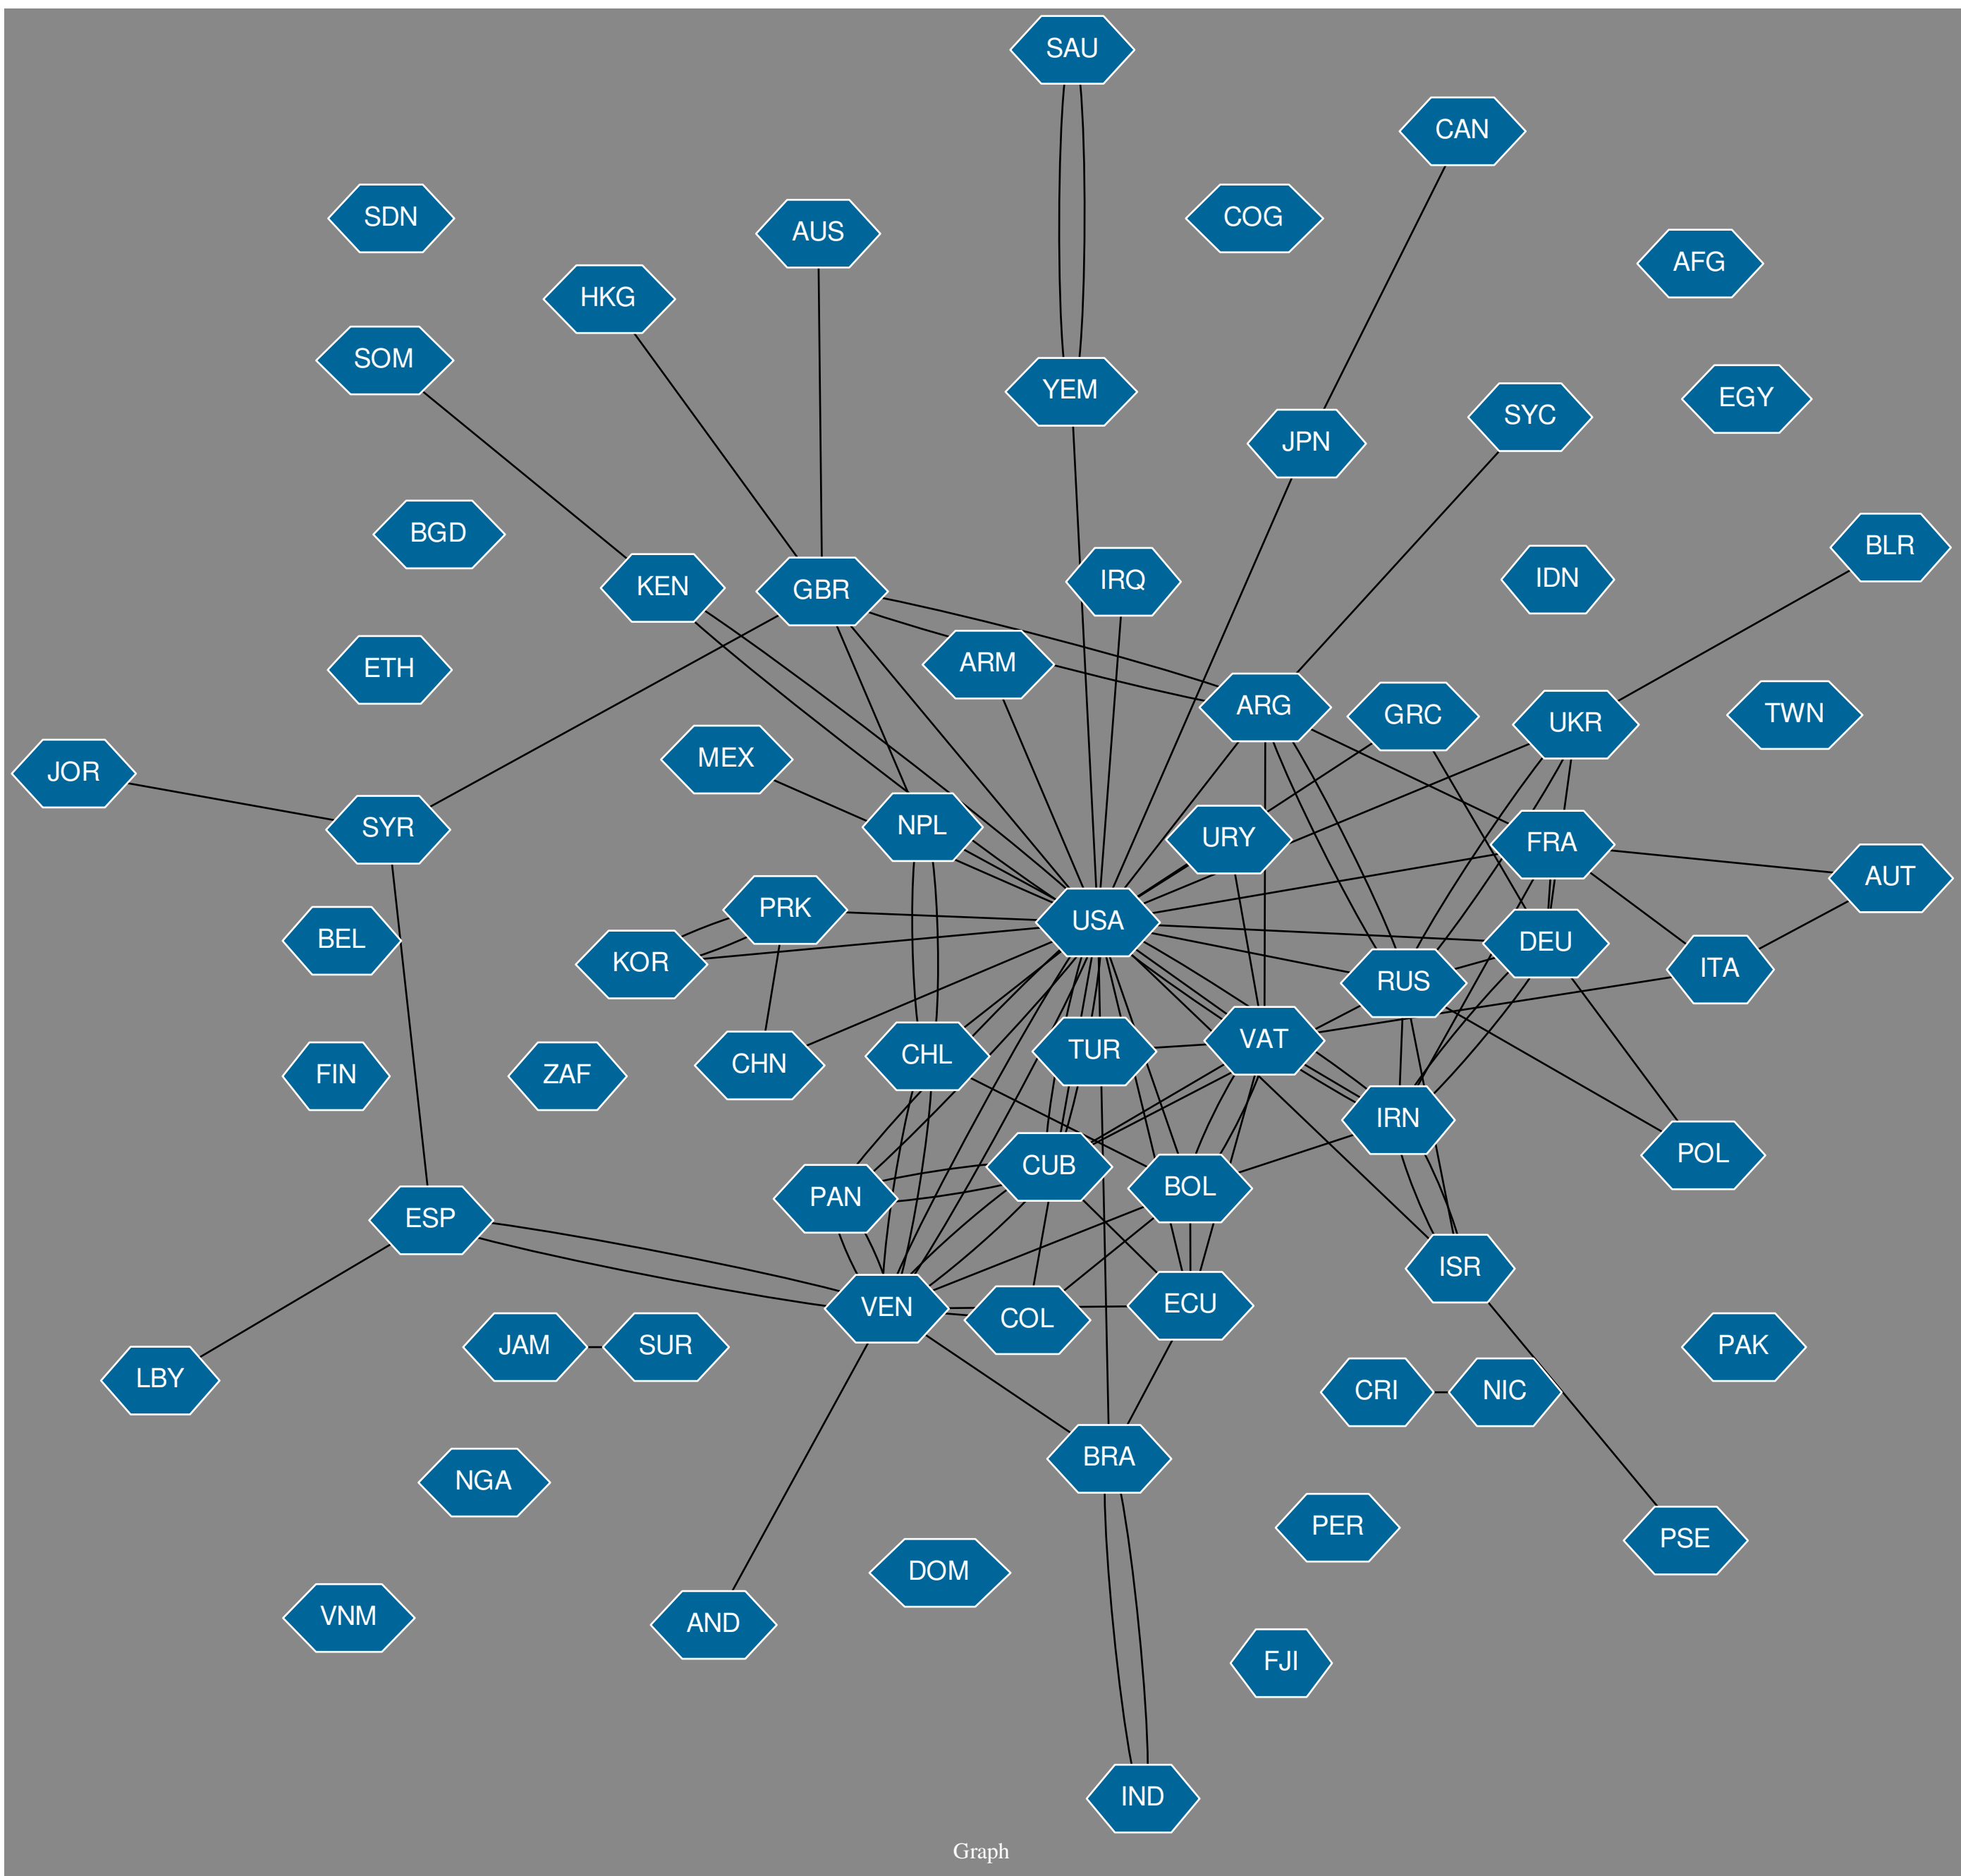 SAU
CAN
SDN
COG
AUS
AFG
HKG
SOM
YEM
EGY
SYC
JPN
BGD
BLR
IDN
IRQ
KEN
GBR
ARM
ETH
ARG
GRC
TWN
UKR
MEX
JOR
NPL
SYR
URY
FRA
AUT
PRK
USA
BEL
DEU
KOR
ITA
RUS
VAT
TUR
CHL
CHN
FIN
ZAF
IRN
POL
CUB
BOL
PAN
ESP
ISR
ECU
VEN
COL
JAM
SUR
PAK
LBY
CRI
NIC
BRA
NGA
PER
PSE
DOM
VNM
AND
FJI
IND
Graph